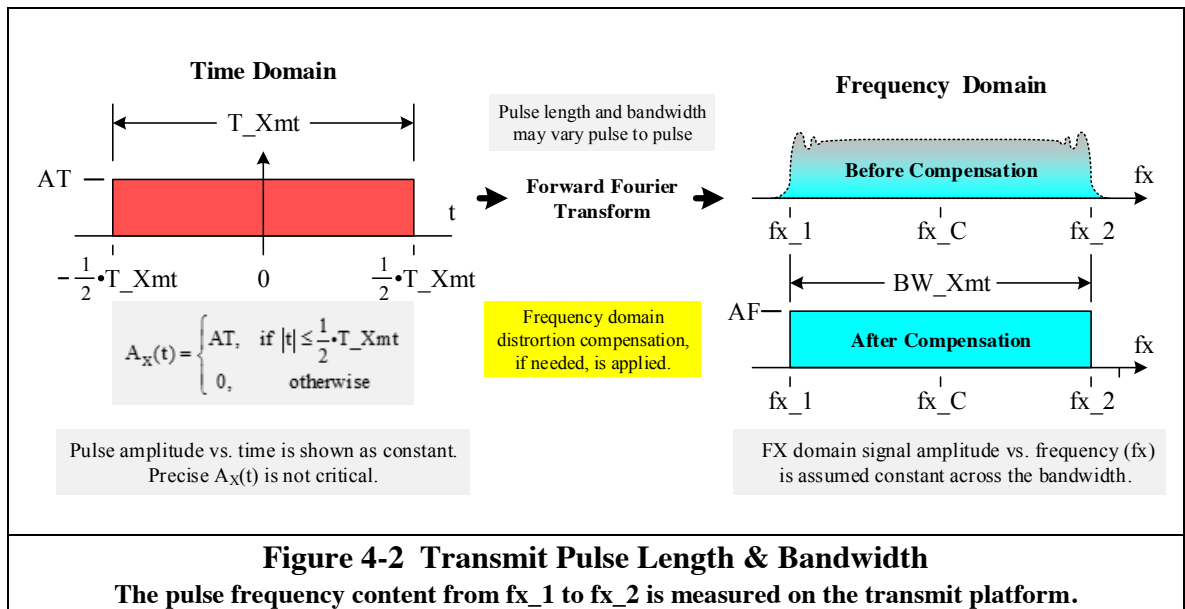 Time Domain
T_Xmt
AT
t
− 1/2 •T_Xmt
0
1/2 •T_Xmt
A_X(t) = { AT, if |t| ≤ 1/2 •T_Xmt
0, otherwise
Pulse amplitude vs. time is shown as constant.
Precise A_X(t) is not critical.
Pulse length and bandwidth
may vary pulse to pulse
Forward Fourier
Transform
Frequency domain
distrortion compensation,
if needed, is applied.
Frequency Domain
Before Compensation
fx
fx_1
fx_C
fx_2
BW_Xmt
AF
After Compensation
fx
fx_1
fx_C
fx_2
FX domain signal amplitude vs. frequency (fx)
is assumed constant across the bandwidth.
Figure 4-2 Transmit Pulse Length & Bandwidth
The pulse frequency content from fx_1 to fx_2 is measured on the transmit platform.